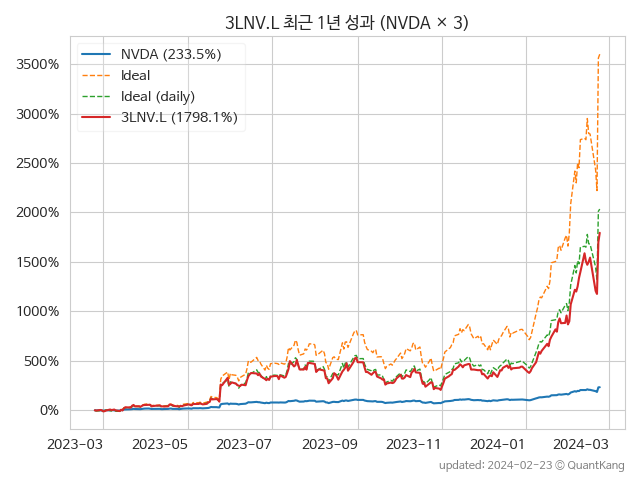 3LNV.L 최근 1년 성과 (NVDA × 3)
NVDA (233.5%)
Ideal
Ideal (daily)
3LNV.L (1798.1%)
3500%
3000%
2500%
2000%
1500%
1000%
500%
0%
2023-03 2023-05 2023-07 2023-09 2023-11 2024-01 2024-03
updated: 2024-02-23 © QuantKang